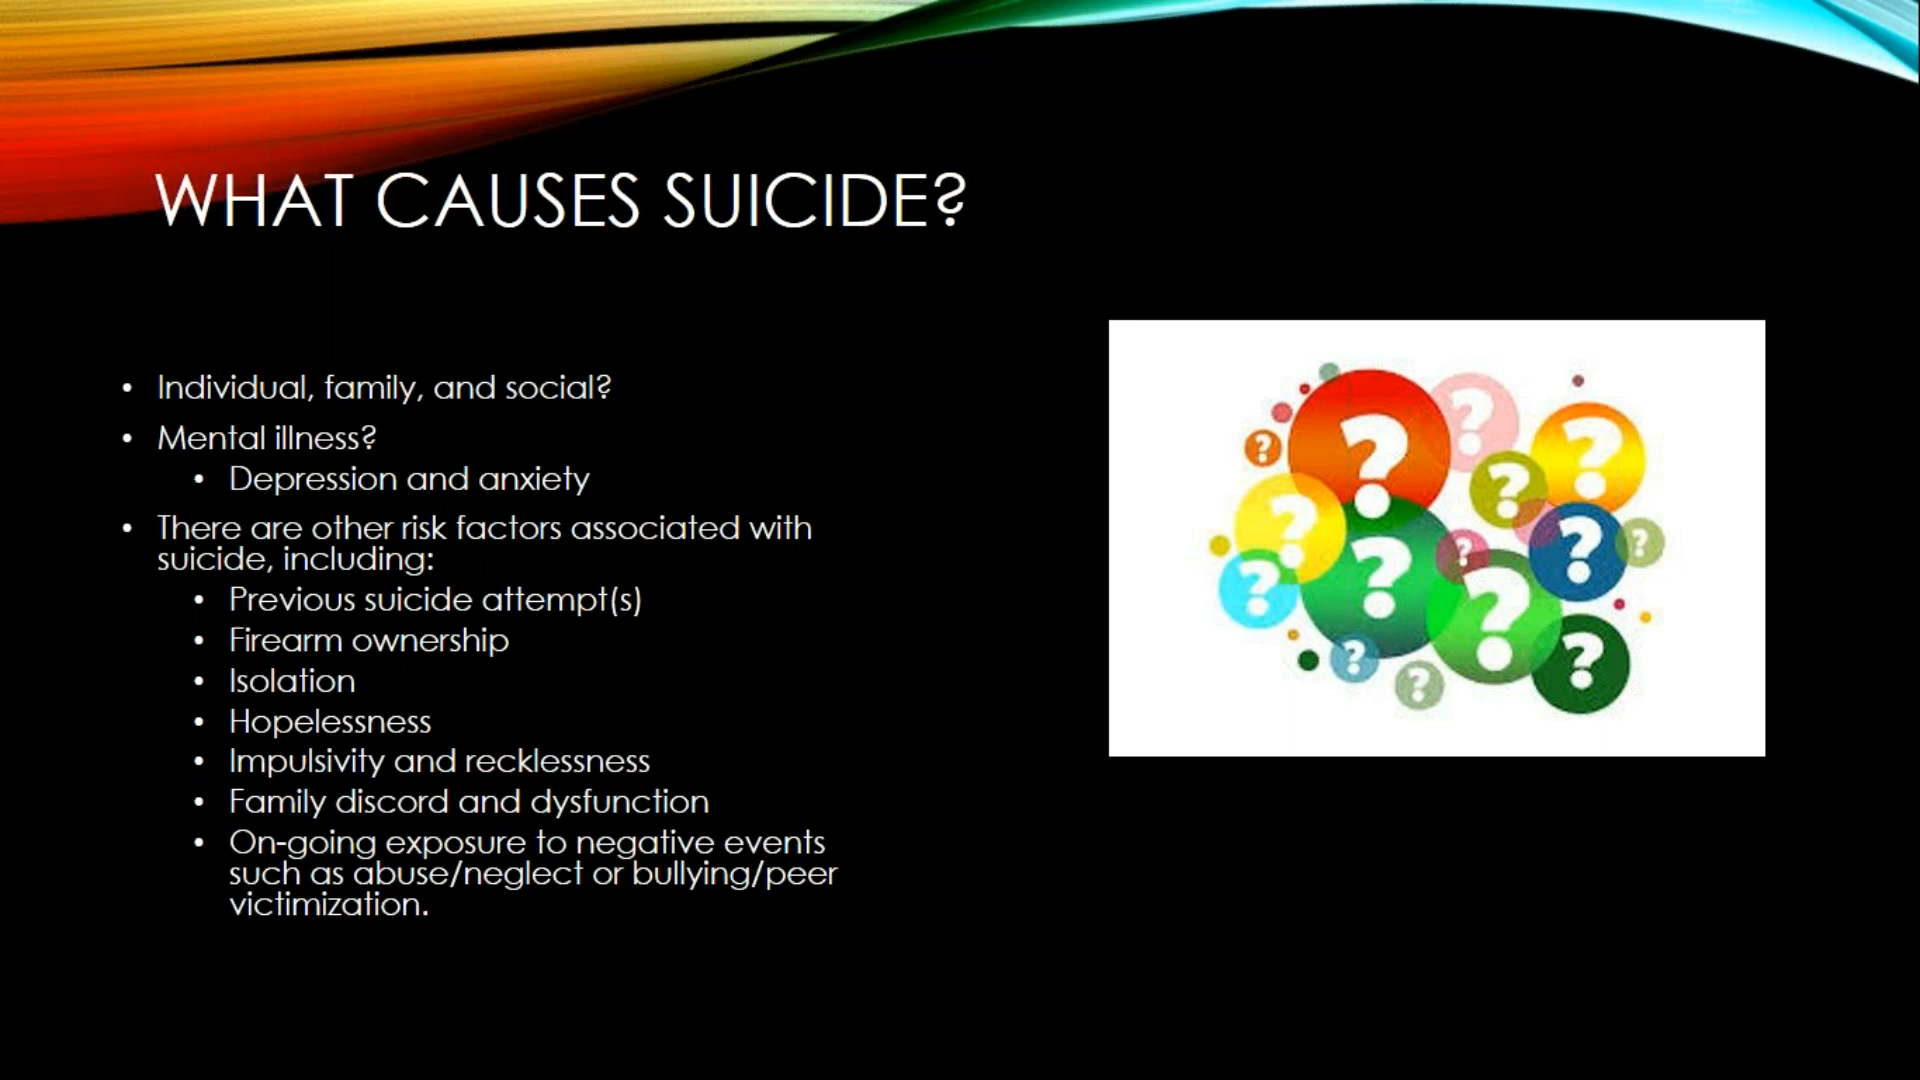 WHAT CAUSES SUICIDE?
• Individual, family, and social?
• Mental illness?
• Depression and anxiety
• There are other risk factors associated with
suicide, including:
• Previous suicide attempt(s)
• Firearm ownership
• Isolation
• Hopelessness
• Impulsivity and recklessness
• Family discord and dysfunction
• On-going exposure to negative events
such as abuse/neglect or bullying/peer
victimization.
? ? ?
? ?
? ? ? ?
? ? ?
? ? ?